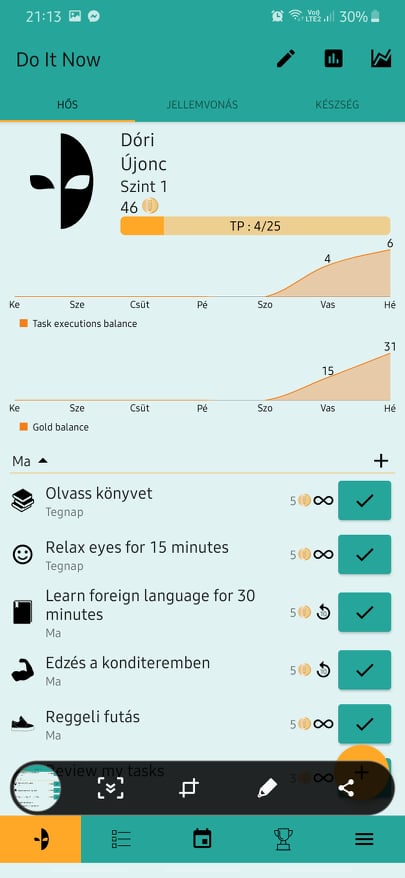 21:13
Vo))
LTE2
30%
Do It Now
HŐS
JELLEMVONÁS
KÉSZSÉG
Dóri
Újonc
Szint 1
46
TP : 4/25
4
6
Ke Sze Csüt Pé Szo Vas Hé
Task executions balance
15
31
Ke Sze Csüt Pé Szo Vas Hé
Gold balance
Ma
Olvass könyvet
Tegnap
5
Relax eyes for 15 minutes
Tegnap
5
Learn foreign language for 30
minutes
Ma
5
Edzés a konditeremben
Ma
5
Reggeli futás
Ma
5
Review my tasks
3